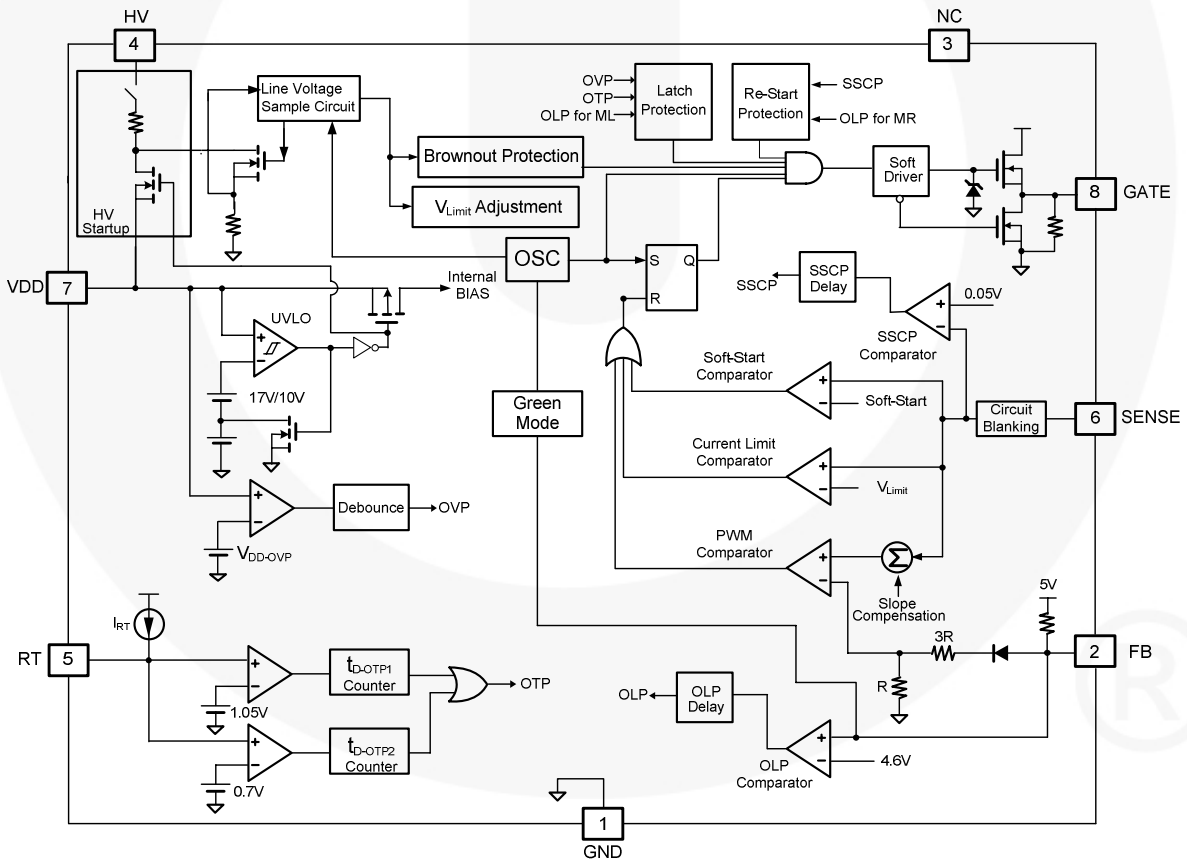 HV
4
NC
3
HV
Startup
Line Voltage
Sample Circuit
Brownout Protection
VLimit Adjustment
OVP
OTP
OLP for ML
Latch
Protection
Re-Start
Protection
SSCP
OLP for MR
Soft
Driver
8
GATE
VDD
7
Internal
BIAS
OSC
S
Q
R
SSCP
SSCP
Delay
0.05V
+
−
SSCP
Comparator
UVLO
+
−
17V/10V
Soft-Start
Comparator
+
−
Soft-Start
Green
Mode
Circuit
Blanking
6
SENSE
Current Limit
Comparator
+
−
VLimit
+
−
Debounce
OVP
VDD-OVP
PWM
Comparator
+
−
Σ
Slope
Compensation
5V
IRT
RT
5
+
−
1.05V
tD-OTP1
Counter
OTP
+
−
0.7V
tD-OTP2
Counter
3R
R
2
FB
OLP
OLP
Delay
OLP
Comparator
+
−
4.6V
1
GND
®